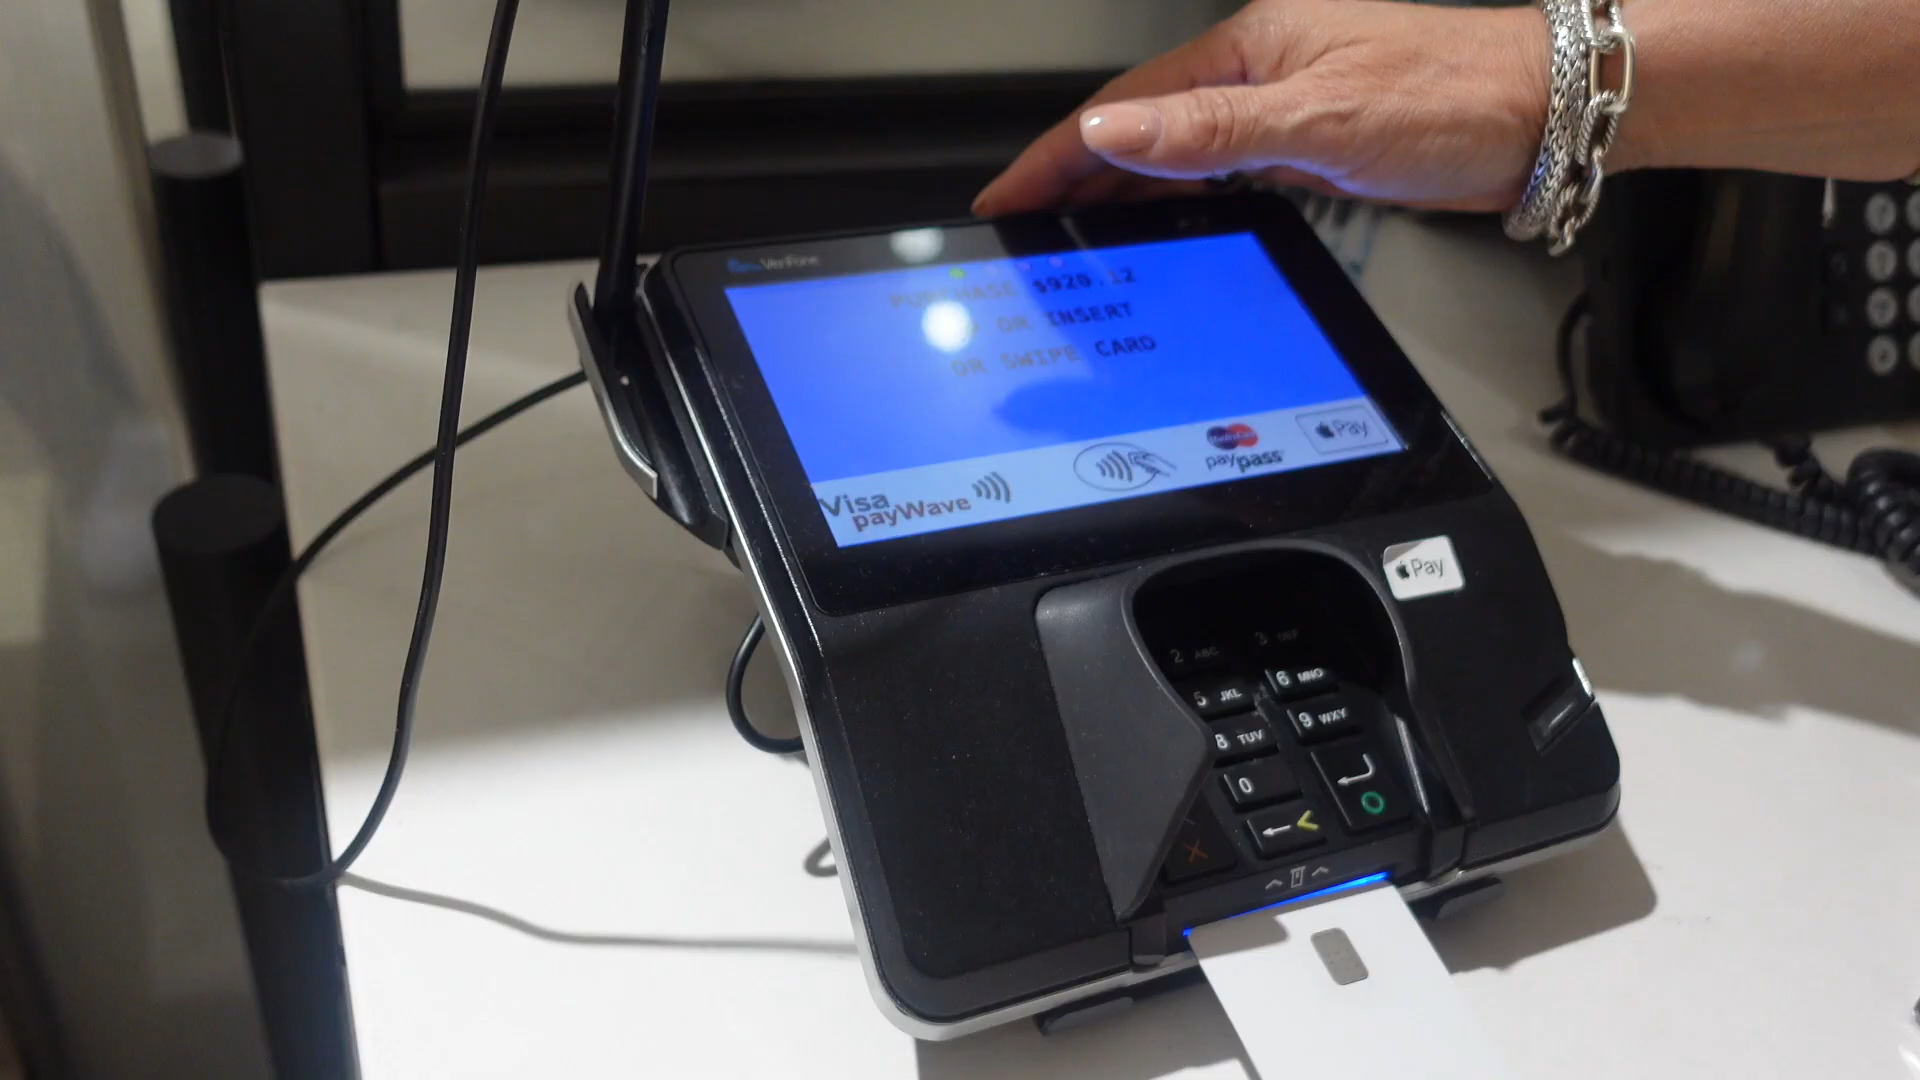 VeriFone
PURCHASE $920.12
OR INSERT
OR SWIPE CARD
Visa payWave
MasterCard paypass
Pay
Pay
2 ABC 3 DEF
5 JKL 6 MNO
8 TUV 9 WXY
0